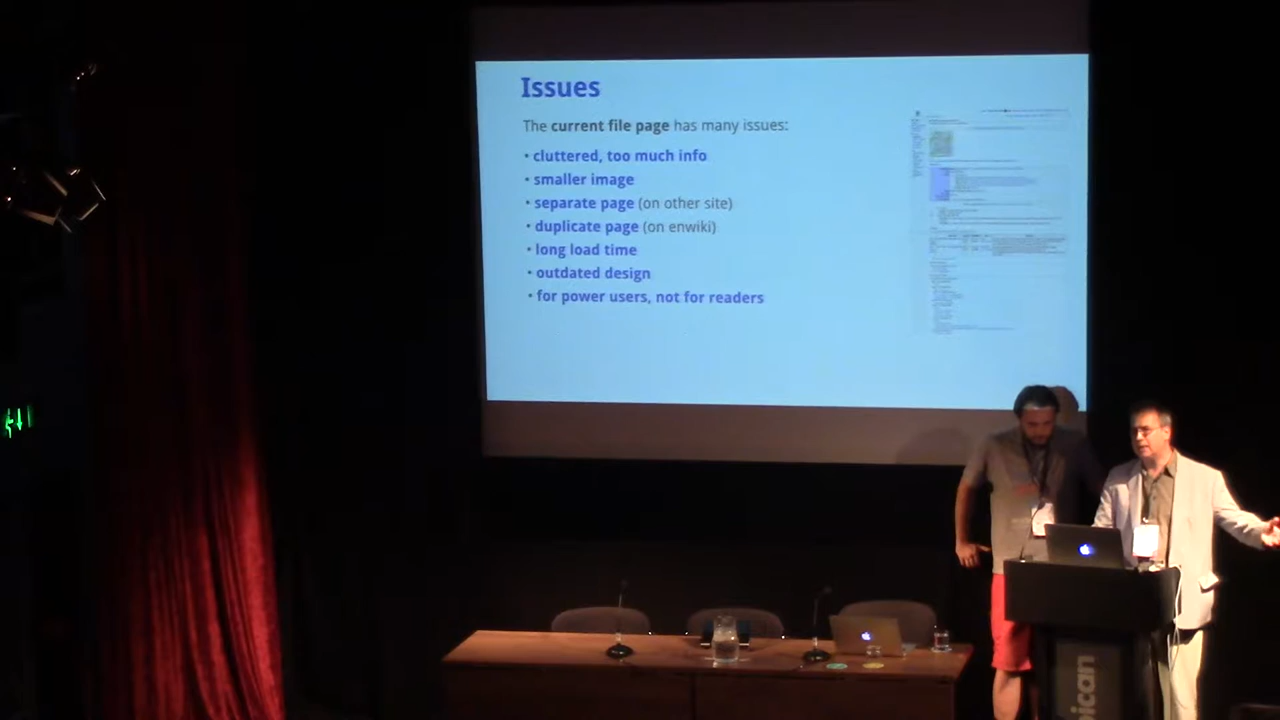 Issues
The current file page has many issues:
• cluttered, too much info
• smaller image
• separate page (on other site)
• duplicate page (on enwiki)
• long load time
• outdated design
• for power users, not for readers
bican